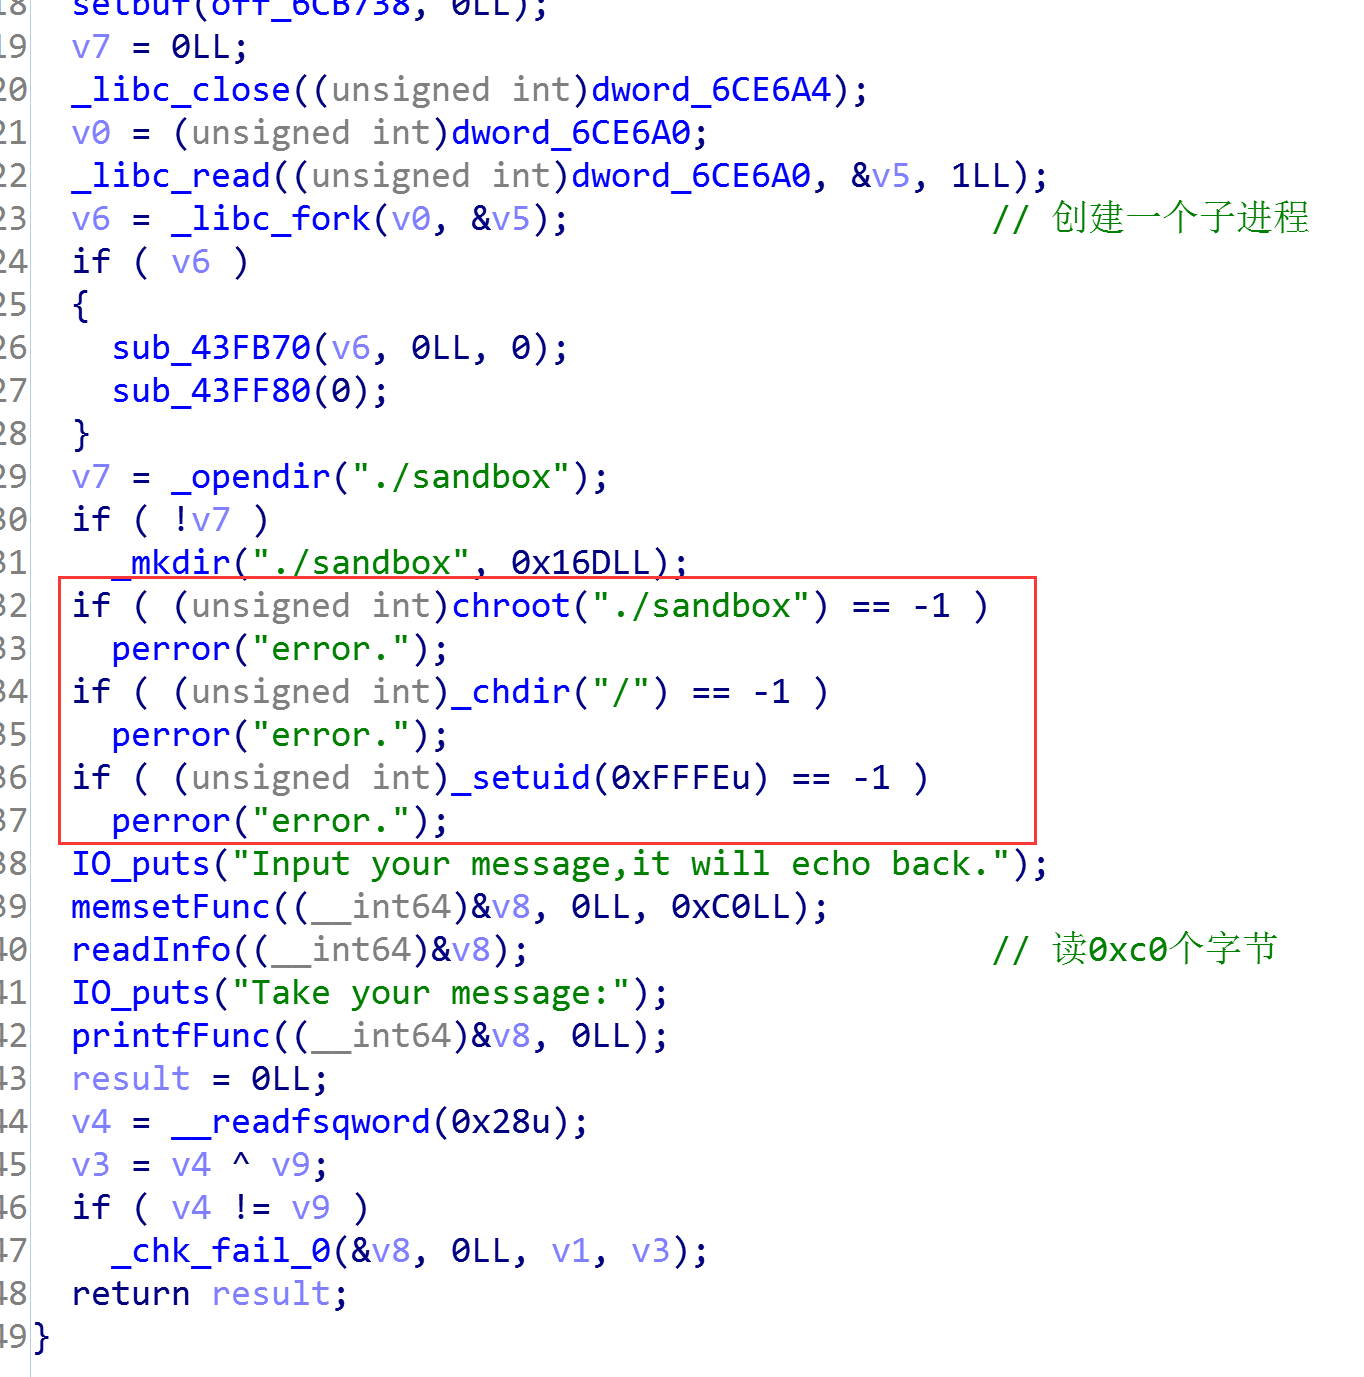 18 setbuf(off_6CB738, 0LL);
19 v7 = 0LL;
20 _libc_close((unsigned int)dword_6CE6A4);
21 v0 = (unsigned int)dword_6CE6A0;
22 _libc_read((unsigned int)dword_6CE6A0, &v5, 1LL);
23 v6 = _libc_fork(v0, &v5); // 创建一个子进程
24 if ( v6 )
25 {
26 sub_43FB70(v6, 0LL, 0);
27 sub_43FF80(0);
28 }
29 v7 = _opendir("./sandbox");
30 if ( !v7 )
31 _mkdir("./sandbox", 0x16DLL);
32 if ( (unsigned int)chroot("./sandbox") == -1 )
33 perror("error.");
34 if ( (unsigned int)_chdir("/") == -1 )
35 perror("error.");
36 if ( (unsigned int)_setuid(0xFFFEu) == -1 )
37 perror("error.");
38 IO_puts("Input your message,it will echo back.");
39 memsetFunc((__int64)&v8, 0LL, 0xC0LL);
40 readInfo((__int64)&v8); // 读0xc0个字节
41 IO_puts("Take your message:");
42 printfFunc((__int64)&v8, 0LL);
43 result = 0LL;
44 v4 = __readfsqword(0x28u);
45 v3 = v4 ^ v9;
46 if ( v4 != v9 )
47 _chk_fail_0(&v8, 0LL, v1, v3);
48 return result;
49 }